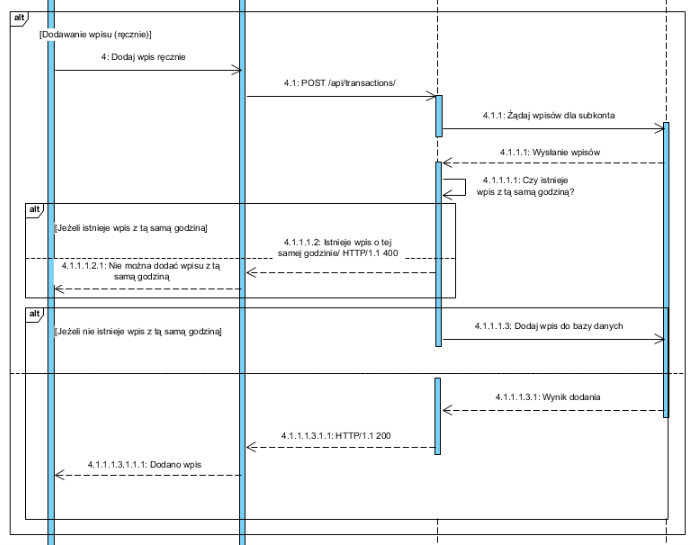 alt
[Dodawanie wpisu (ręcznie)]
4: Dodaj wpis ręcznie
4.1: POST /api/transactions/
4.1.1: Żądaj wpisów dla subkonta
4.1.1.1: Wysłanie wpisów
4.1.1.1.1: Czy istnieje
wpis z tą samą godziną?
alt
[Jeżeli istnieje wpis z tą samą godziną]
4.1.1.1.2: Istnieje wpis o tej
samej godzinie/ HTTP/1.1 400
4.1.1.1.2.1: Nie można dodać wpisu z tą
samą godziną
alt
[Jeżeli nie istnieje wpis z tą samą godziną]
4.1.1.1.3: Dodaj wpis do bazy danych
4.1.1.1.3.1: Wynik dodania
4.1.1.1.3.1.1: HTTP/1.1 200
4.1.1.1.3.1.1.1: Dodano wpis